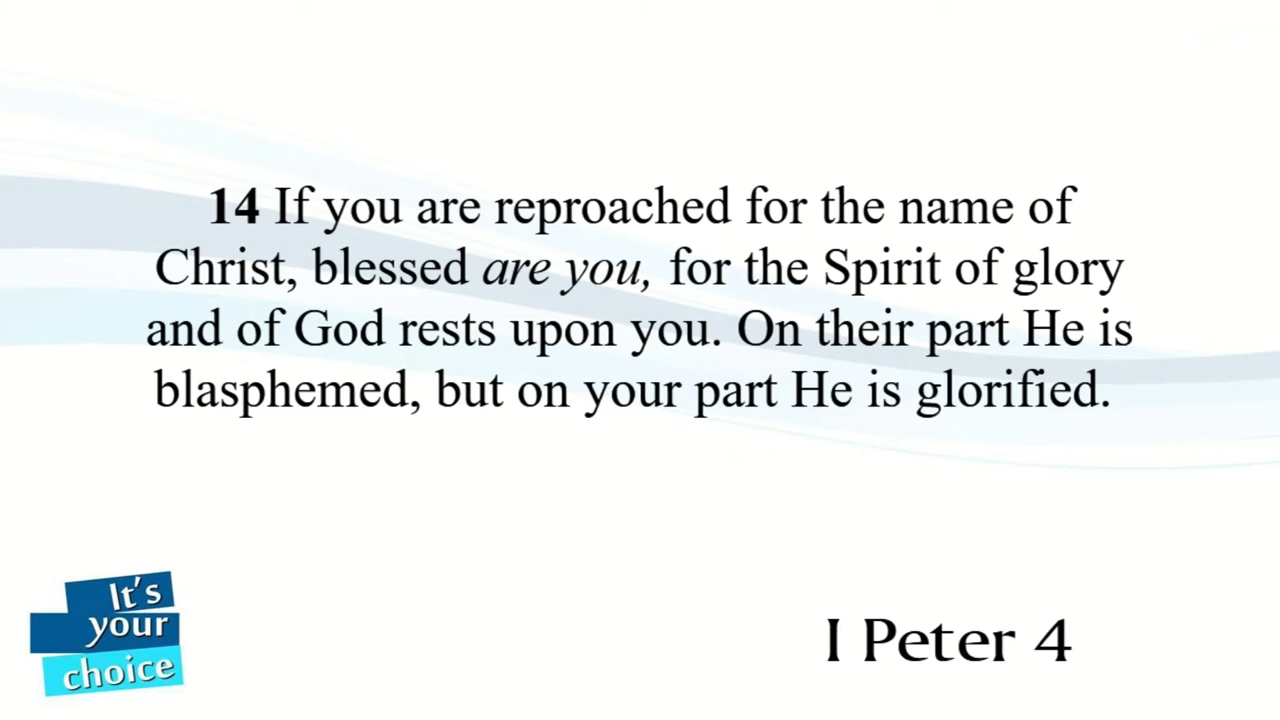 14 If you are reproached for the name of
Christ, blessed are you, for the Spirit of glory
and of God rests upon you. On their part He is
blasphemed, but on your part He is glorified.
It's
your
choice
I Peter 4